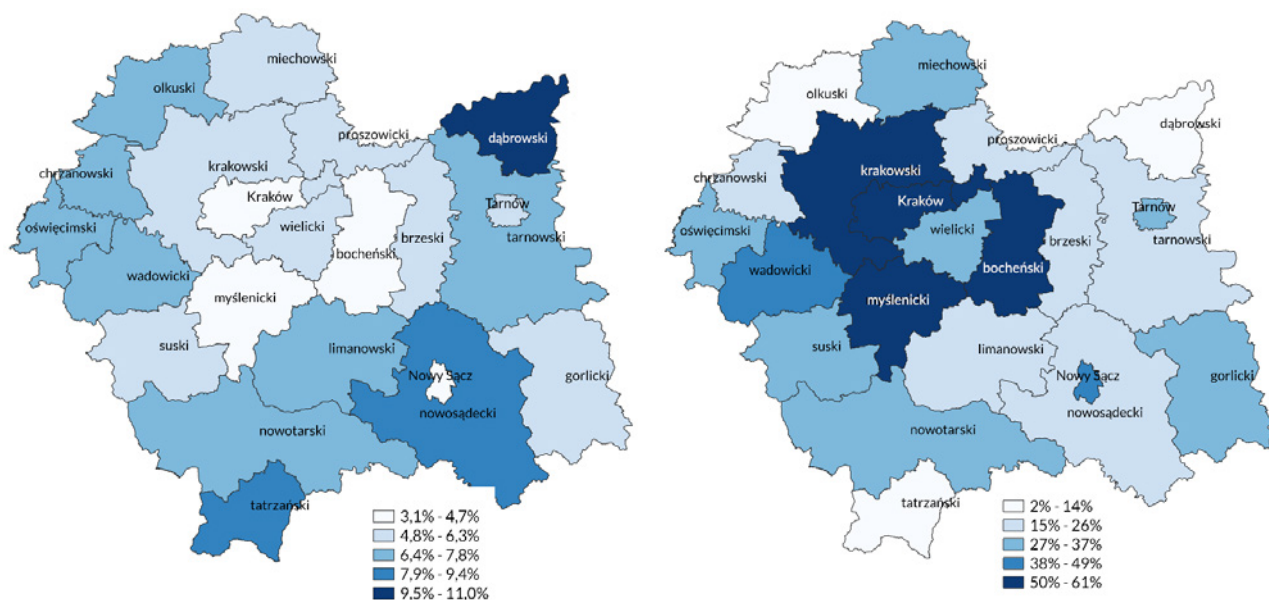 miechowski
olkuski
proszowicki
dąbrowski
krakowski
chrzanowski
Kraków
Tarnów
oświęcimski
wielicki
brzeski
tarnowski
bocheński
wadowicki
myślenicki
suski
limanowski
Nowy Sącz
gorlicki
nowosądecki
nowotarski
tatrzański
3,1% - 4,7%
4,8% - 6,3%
6,4% - 7,8%
7,9% - 9,4%
9,5% - 11,0%
miechowski
olkuski
dąbrowski
proszowicki
krakowski
chrzanowski
Kraków
Tarnów
oświęcimski
wielicki
tarnowski
brzeski
bocheński
wadowicki
myślenicki
suski
limanowski
Nowy Sącz
gorlicki
nowosądecki
nowotarski
tatrzański
2% - 14%
15% - 26%
27% - 37%
38% - 49%
50% - 61%